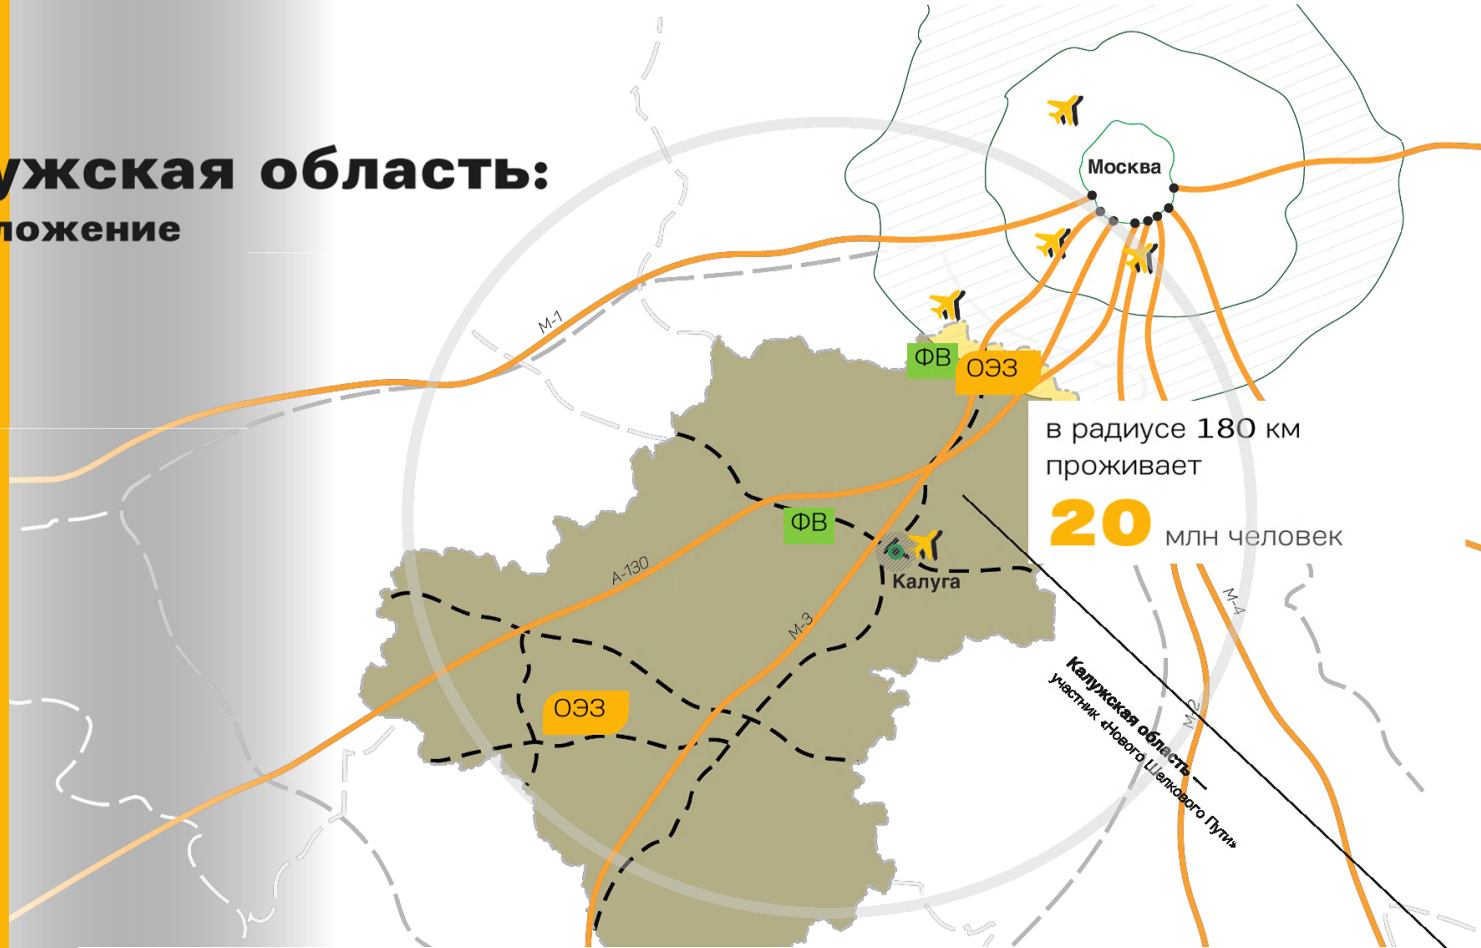 ужская область:
ложение
Москва
М-1
ФВ
ОЭЗ
в радиусе 180 км
проживает
20 млн человек
ФВ
Калуга
А-130
М-3
М-4
ОЭЗ
М-2
Калужская область —
участник «Нового Шелкового Пути»